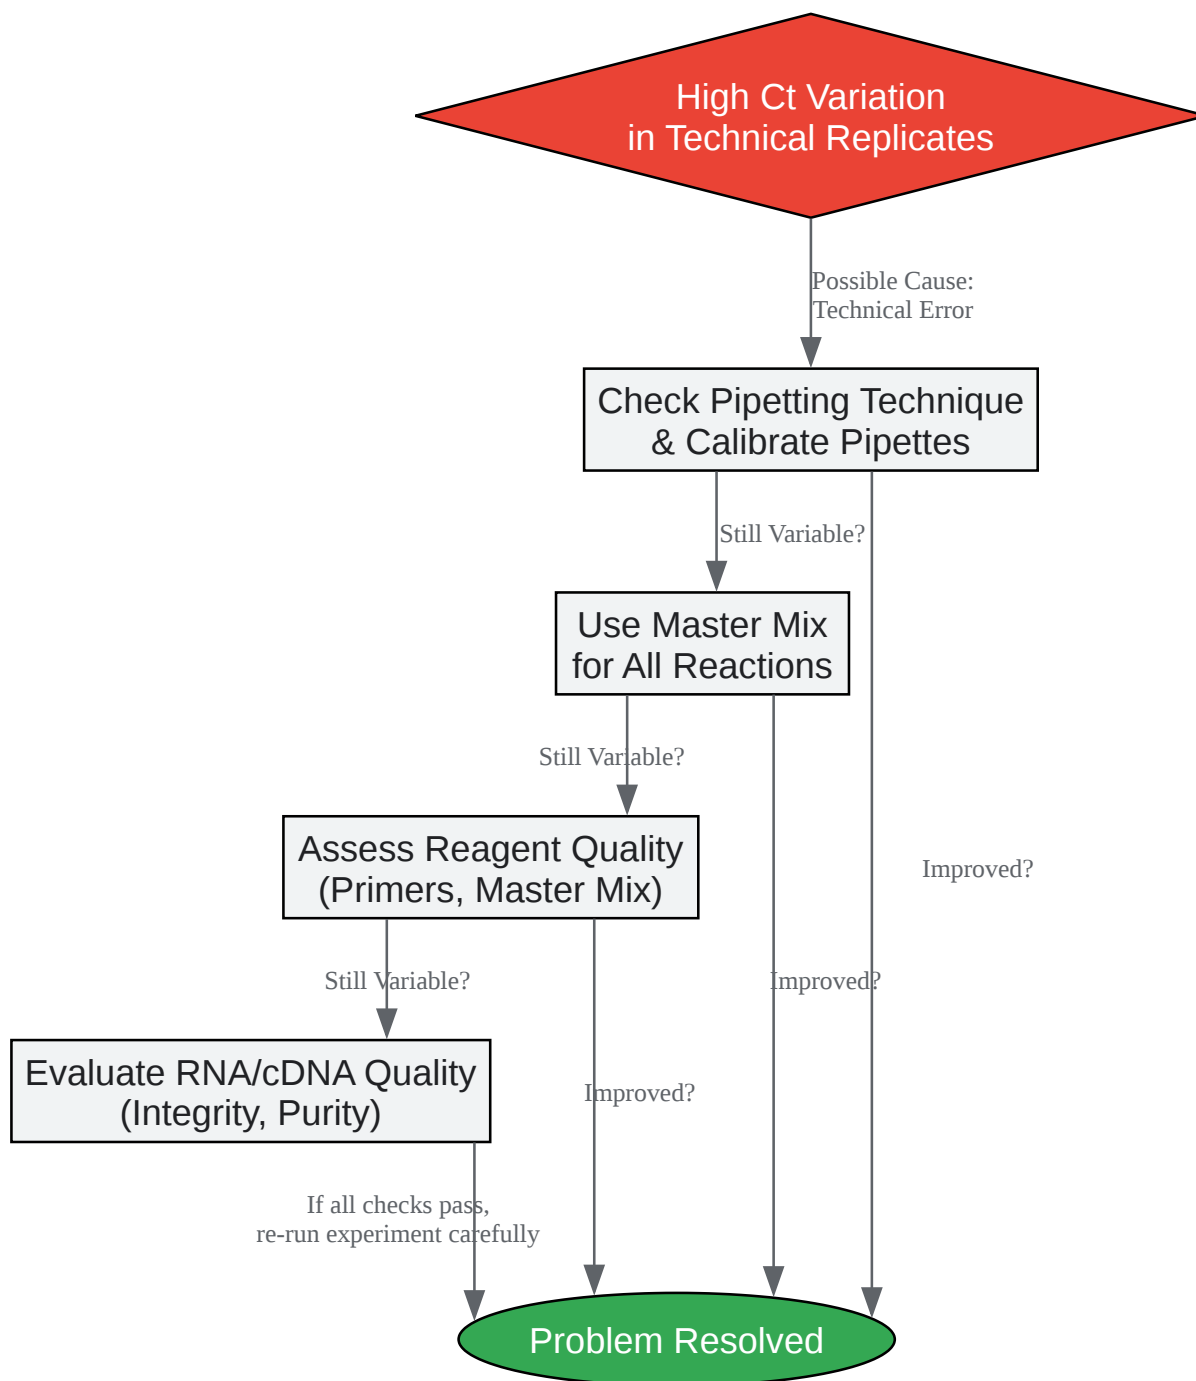 High Ct Variation
in Technical Replicates
Possible Cause:
Technical Error
Check Pipetting Technique
& Calibrate Pipettes
Still Variable?
Use Master Mix
for All Reactions
Still Variable?
Assess Reagent Quality
(Primers, Master Mix)
Improved?
Still Variable?
Improved?
Evaluate RNA/cDNA Quality
(Integrity, Purity)
Improved?
If all checks pass,
re-run experiment carefully
Problem Resolved